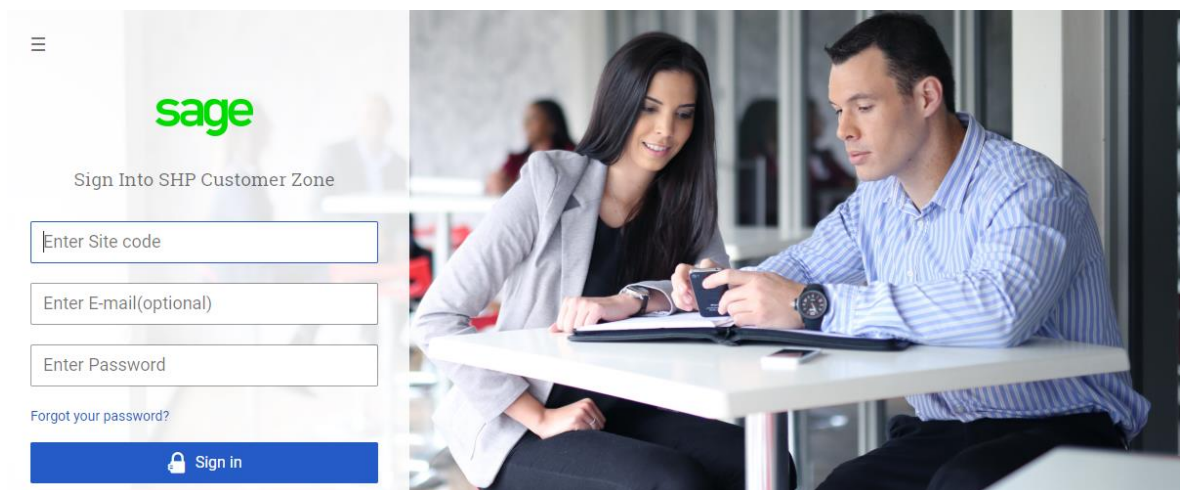 sage
Sign Into SHP Customer Zone
Enter Site code
Enter E-mail(optional)
Enter Password
Forgot your password?
Sign in